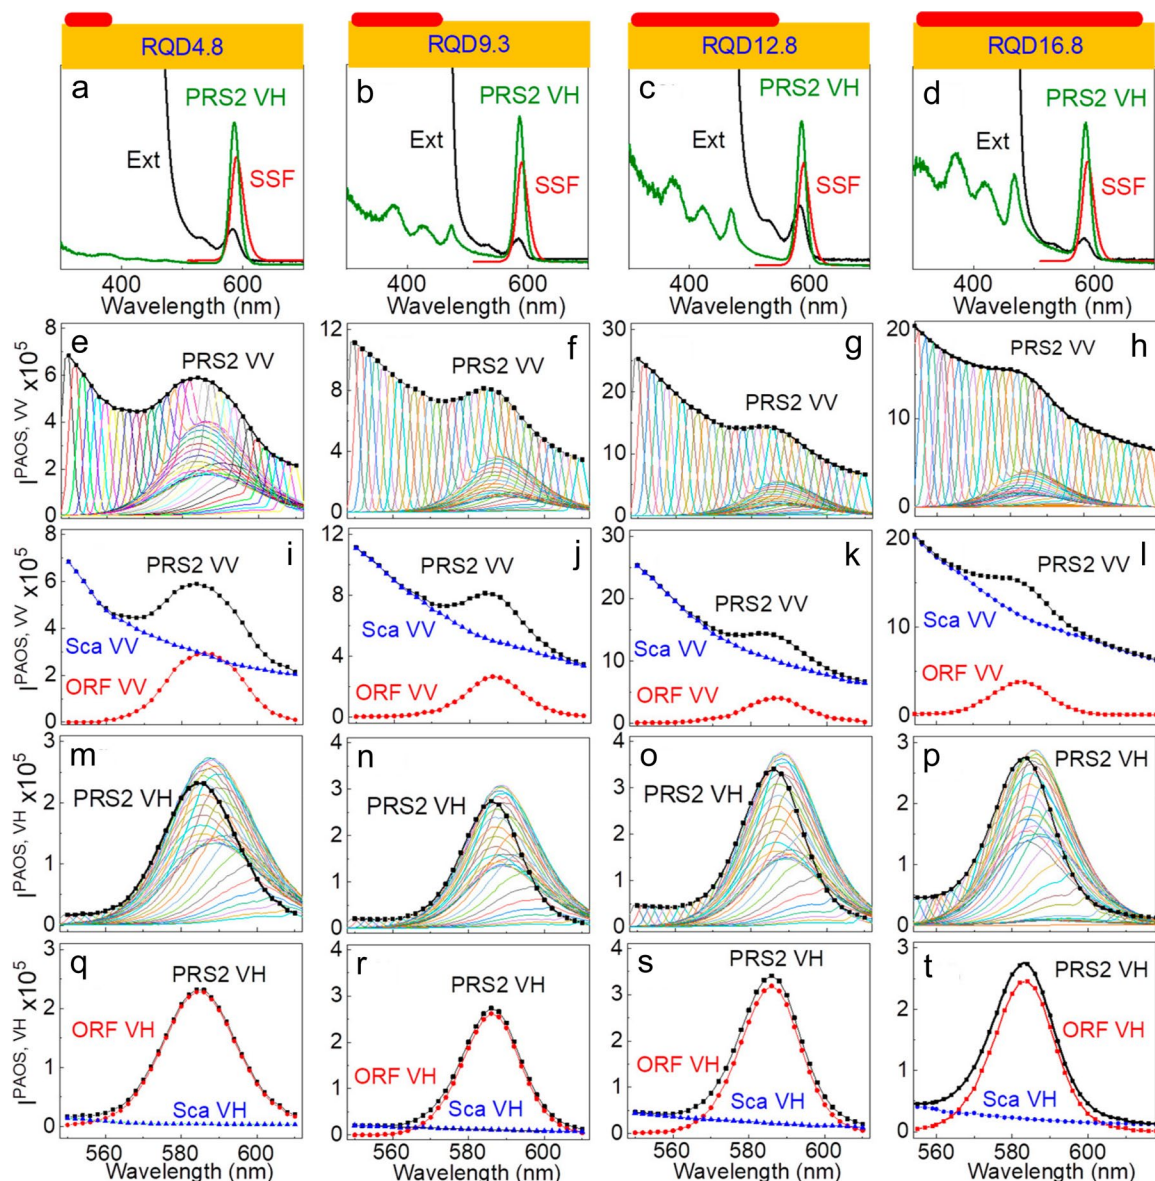 RQD4.8 RQD9.3 RQD12.8 RQD16.8
a b c d
PRS2 VH PRS2 VH PRS2 VH PRS2 VH
Ext Ext Ext Ext
SSF SSF SSF SSF
400 600 400 600 400 600 400 600
Wavelength (nm) Wavelength (nm) Wavelength (nm) Wavelength (nm)
I^PAOS, VV x10^5
8 6 4 2 0 12 8 4 0 30 25 20 15 10 5 0 20 15 10 5 0
e f g h
PRS2 VV PRS2 VV PRS2 VV PRS2 VV
I^PAOS, VV x10^5
8 6 4 2 0 12 8 4 0 30 20 10 0 20 15 10 5 0
i j k l
PRS2 VV PRS2 VV PRS2 VV PRS2 VV
Sca VV Sca VV Sca VV Sca VV
ORF VV ORF VV ORF VV ORF VV
I^PAOS, VH x10^5
3 2 1 0 4 3 2 1 0 4 3 2 1 0 3 2 1 0
m n o p
PRS2 VH PRS2 VH PRS2 VH PRS2 VH
I^PAOS, VH x10^5
3 2 1 0 4 3 2 1 0 4 3 2 1 0 3 2 1 0
q r s t
PRS2 VH PRS2 VH PRS2 VH PRS2 VH
ORF VH ORF VH ORF VH ORF VH
Sca VH Sca VH Sca VH Sca VH
560 580 600 560 580 600 560 580 600 560 580 600
Wavelength (nm) Wavelength (nm) Wavelength (nm) Wavelength (nm)